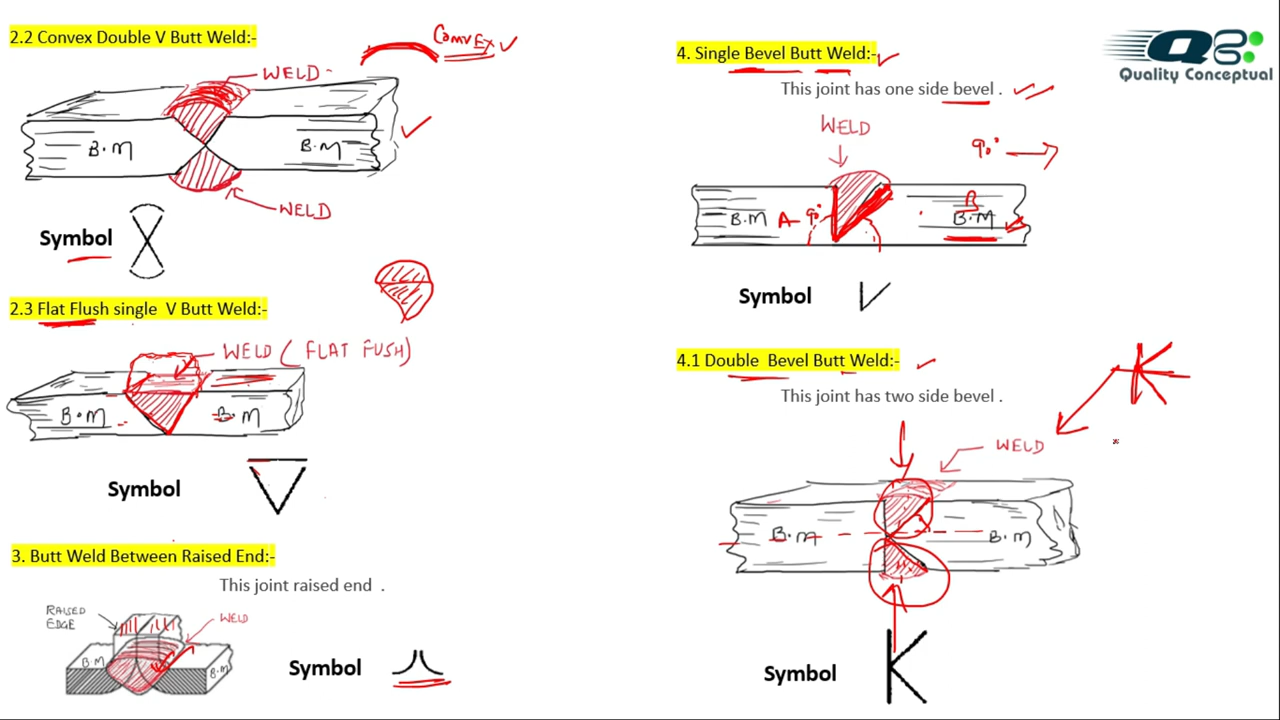 2.2 Convex Double V Butt Weld:-
ConvEx
WELD
B.M
B.M
WELD
Symbol
2.3 Flat Flush single V Butt Weld:-
WELD ( FLAT FUSH)
B.M
B.M
Symbol
3. Butt Weld Between Raised End:-
This joint raised end .
RAISED
EDGE
WELD
B.M
B.M
Symbol
Quality Conceptual
4. Single Bevel Butt Weld:-
This joint has one side bevel .
WELD
90°
B.M A 90°
B
B.M
Symbol
4.1 Double Bevel Butt Weld:-
This joint has two side bevel .
WELD
B.M
B.M
Symbol